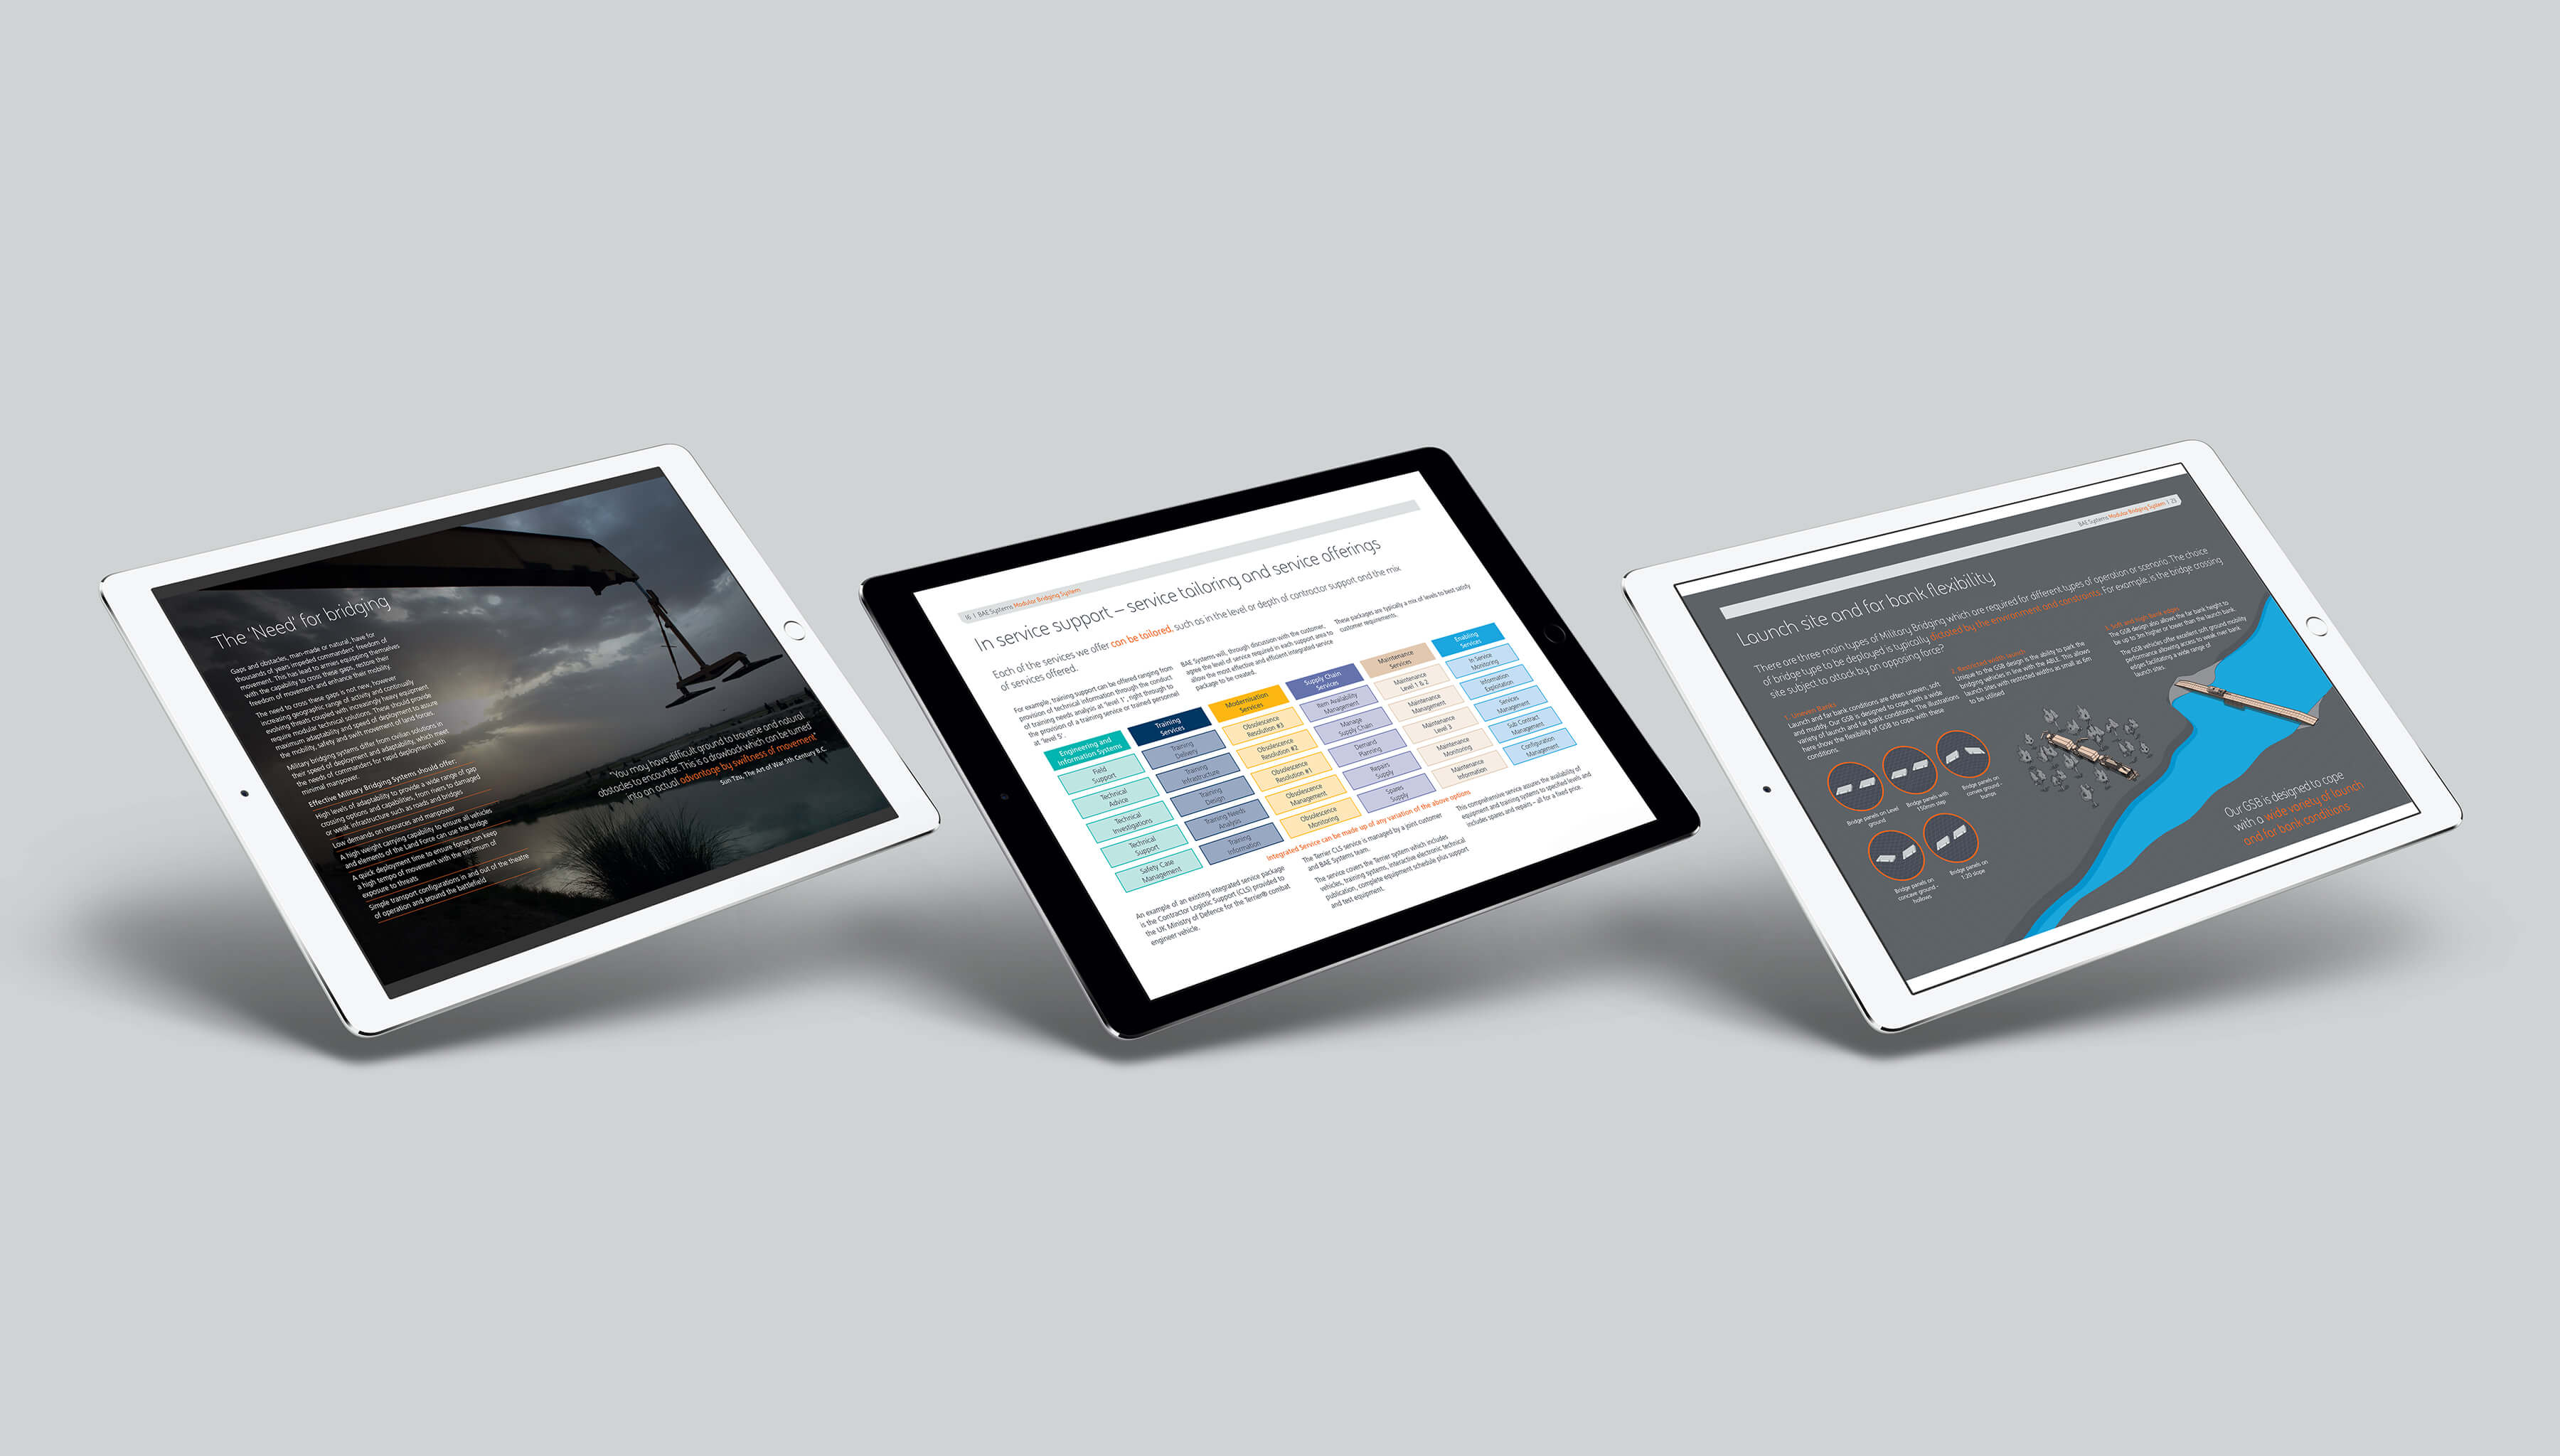 The 'Need' for bridging
Gaps and obstacles, man-made or natural, have for
thousands of years impeded commanders' freedom of
movement. This has lead to armies equipping themselves
with the capability to cross these gaps, restore their
freedom of movement and enhance their mobility.
The need to cross these gaps is not new, however
increasing geographic range of activity and continually
evolving threats coupled with increasingly heavy equipment
require modular technical solutions. These should provide
maximum adaptability and speed of deployment to assure
the mobility, safety and swift movement of land forces.
Military bridging systems differ from civilian solutions in
their speed of deployment and adaptability, which meet
the needs of commanders for rapid deployment with
minimal manpower.
Effective Military Bridging Systems should offer:
High levels of adaptability to provide a wide range of gap
crossing options and capabilities, from rivers to damaged
or weak infrastructure such as roads and bridges
Low demands on resources and manpower
A high weight carrying capability to ensure all vehicles
and elements of the Land Force can use the bridge
A quick deployment time to ensure forces can keep
a high tempo of movement with the minimum of
exposure to threats
Simple transport configurations in and out of the theatre
of operation and around the battlefield
"You may have difficult ground to traverse and natural
obstacles to encounter. This is a drawback which can be turned
into an actual advantage by swiftness of movement"
Sun Tzu, The Art of War 5th Century B.C.
16 | BAE Systems Modular Bridging System
In service support – service tailoring and service offerings
Each of the services we offer can be tailored, such as in the level or depth of contractor support and the mix
of services offered.
For example, training support can be offered ranging from
provision of technical information through the conduct
of training needs analysis at 'level 1', right through to
the provision of a training service or trained personnel
at 'level 5'.
BAE Systems will, through discussion with the customer,
agree the level of service required in each support area to
allow the most effective and efficient integrated service
package to be created.
These packages are typically a mix of levels to best satisfy
customer requirements.
Engineering and
Information Systems
Field
Support
Technical
Advice
Technical
Investigations
Technical
Support
Safety Case
Management
Training
Services
Training
Delivery
Training
Infrastructure
Training
Design
Training Needs
Analysis
Training
Information
Modernisation
Services
Obsolescence
Resolution #3
Obsolescence
Resolution #2
Obsolescence
Resolution #1
Obsolescence
Management
Obsolescence
Monitoring
Supply Chain
Services
Item Availability
Management
Manage
Supply Chain
Demand
Planning
Repairs
Supply
Spares
Supply
Maintenance
Services
Maintenance
Level 1 & 2
Maintenance
Management
Maintenance
Level 3
Maintenance
Monitoring
Maintenance
Information
Enabling
Services
In Service
Monitoring
Information
Exploitation
Services
Management
Sub Contract
Management
Configuration
Management
Integrated Service can be made up of any variation of the above options
An example of an existing integrated service package
is the Contractor Logistic Support (CLS) provided to
the UK Ministry of Defence for the Terrier® combat
engineer vehicle.
The Terrier CLS service is managed by a joint customer
and BAE Systems team.
The service covers the Terrier system which includes
vehicles, training systems, interactive electronic technical
publication, complete equipment schedule plus support
and test equipment.
This comprehensive service assures the availability of
equipment and training systems to specified levels and
includes spares and repairs – all for a fixed price.
BAE Systems Modular Bridging System |
Launch site and far bank flexibility
There are three main types of Military Bridging which are required for different types of operation or scenario. The choice
of bridge type to be deployed is typically dictated by the environment and constraints. For example, is the bridge crossing
site subject to attack by an opposing force?
1. Uneven Banks
Launch and far bank conditions are often uneven, soft
and muddy. Our GSB is designed to cope with a wide
variety of launch and far bank conditions. The illustrations
here show the flexibility of GSB to cope with these
conditions.
2. Restricted width launch
Unique to the GSB design is the ability to park the
bridging vehicles in line with the ABLE. This allows
launch sites with restricted widths as small as 6m
to be utilised
3. Soft and high bank edges
The GSB design also allows the far bank height to
be up to 3m higher or lower than the launch bank.
The GSB vehicles offer excellent soft ground mobility
performance allowing access to weak river bank
edges facilitating a wide range of
launch sites.
Bridge panels on Level
ground
Bridge panels with
150mm step
Bridge panels on
convex ground -
bumps
Bridge panels on
concave ground -
hollows
Bridge panels on
1:20 slope
Our GSB is designed to cope
with a wide variety of launch
and far bank conditions